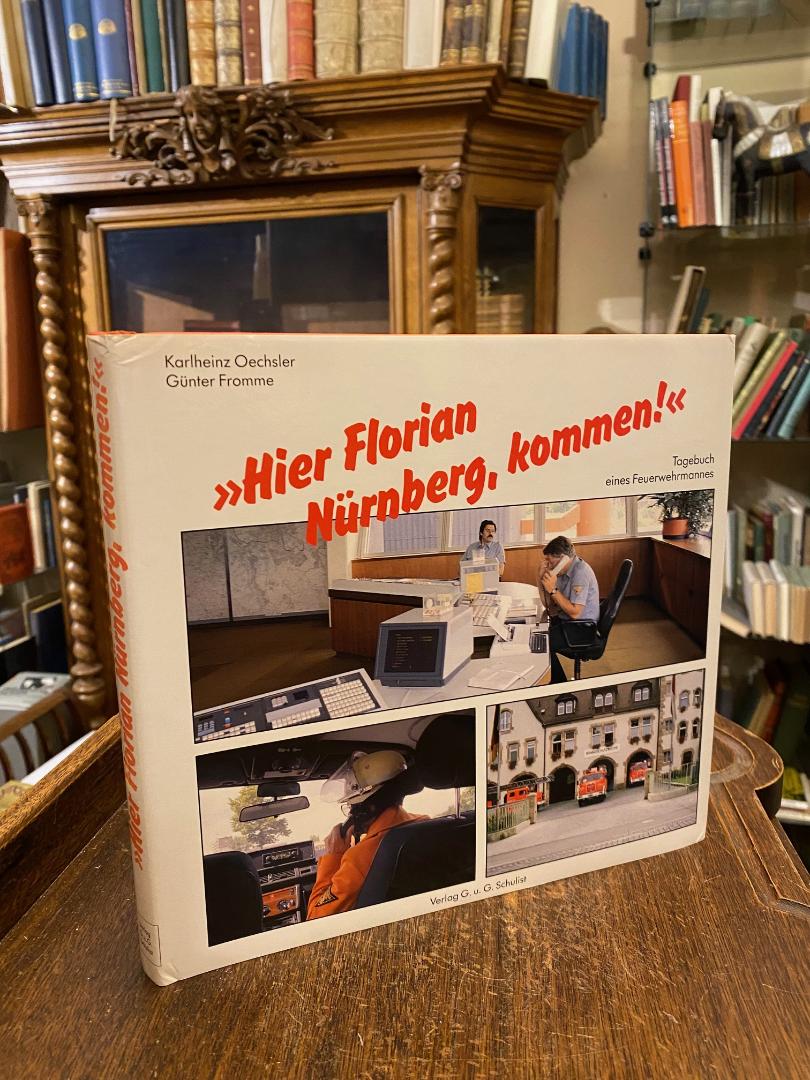 Karlheinz Oechsler
Günter Fromme
»Hier Florian
Nürnberg, kommen!«
Tagebuch
eines Feuerwehrmannes
Verlag G. u. G. Schulist
»Hier Florian Nürnberg, kommen!«